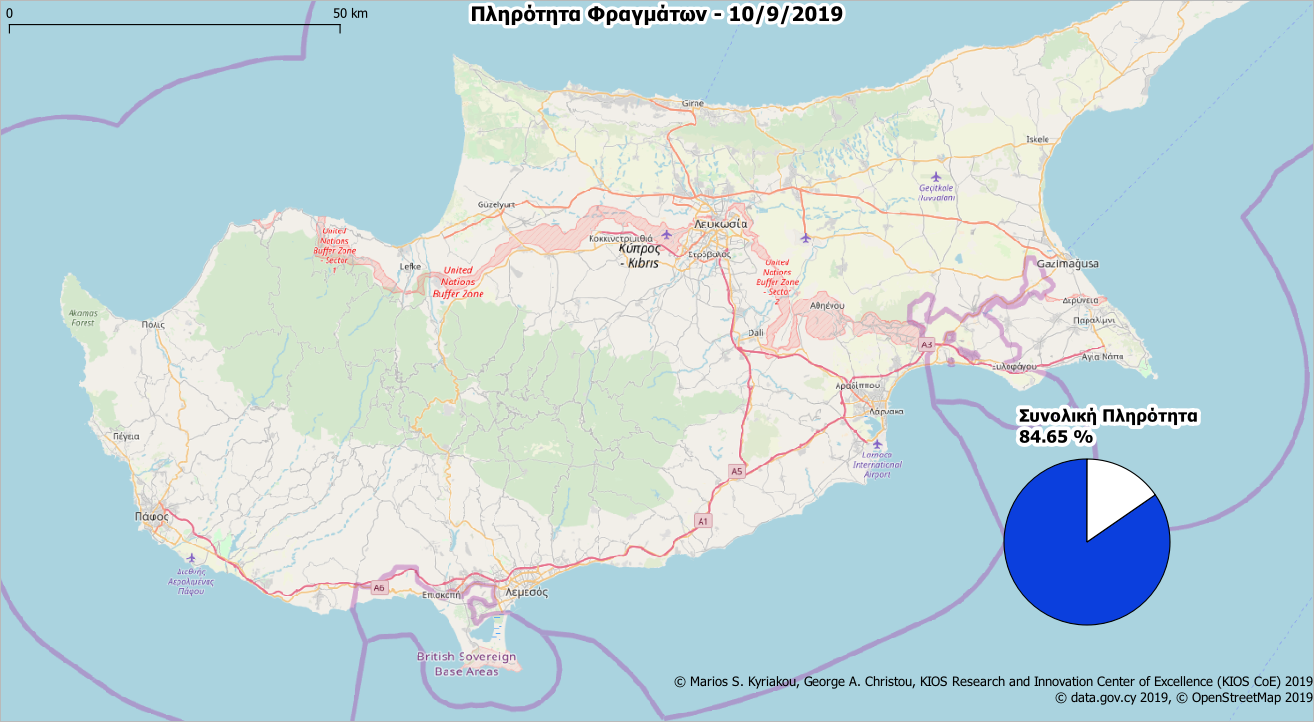 0
50 km
Πληρότητα Φραγμάτων - 10/9/2019
Girne
Iskele
Geçitkale
Güzelyurt
Λευκωσία
Κοκκινοτριμιθιά
Κύπρος
- Kıbrıs
Στρόβολος
United
Nations
Buffer Zone
- Sector
1
Lefke
United
Nations
Buffer Zone
United
Nations
Buffer Zone
- Sector
2
Gazimağusa
Akamas
Forest
Πόλις
Αθηένου
Δερύνεια
Παραλίμνι
Dali
A3
Αγία Νάπα
Ξυλοφάγου
Αραδίππου
Λάρνακα
Συνολική Πληρότητα
84.65 %
Γιέγεια
Larnaca
International
Airport
A5
Πάφος
A1
Διεθνής
Αερολιμένας
Πάφου
A6
Επισκοπή
Λεμεσός
British Sovereign
Base Areas
© Marios S. Kyriakou, George A. Christou, KIOS Research and Innovation Center of Excellence (KIOS CoE) 2019
© data.gov.cy 2019, © OpenStreetMap 2019